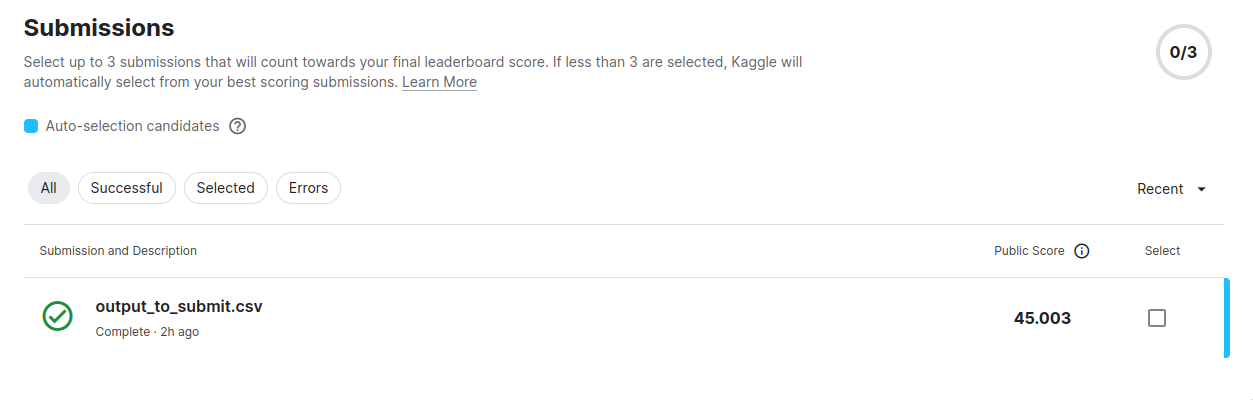 Submissions
0/3
Select up to 3 submissions that will count towards your final leaderboard score. If less than 3 are selected, Kaggle will
automatically select from your best scoring submissions. Learn More
Auto-selection candidates ?
All Successful Selected Errors Recent
Submission and Description Public Score Select
output_to_submit.csv
45.003
Complete · 2h ago